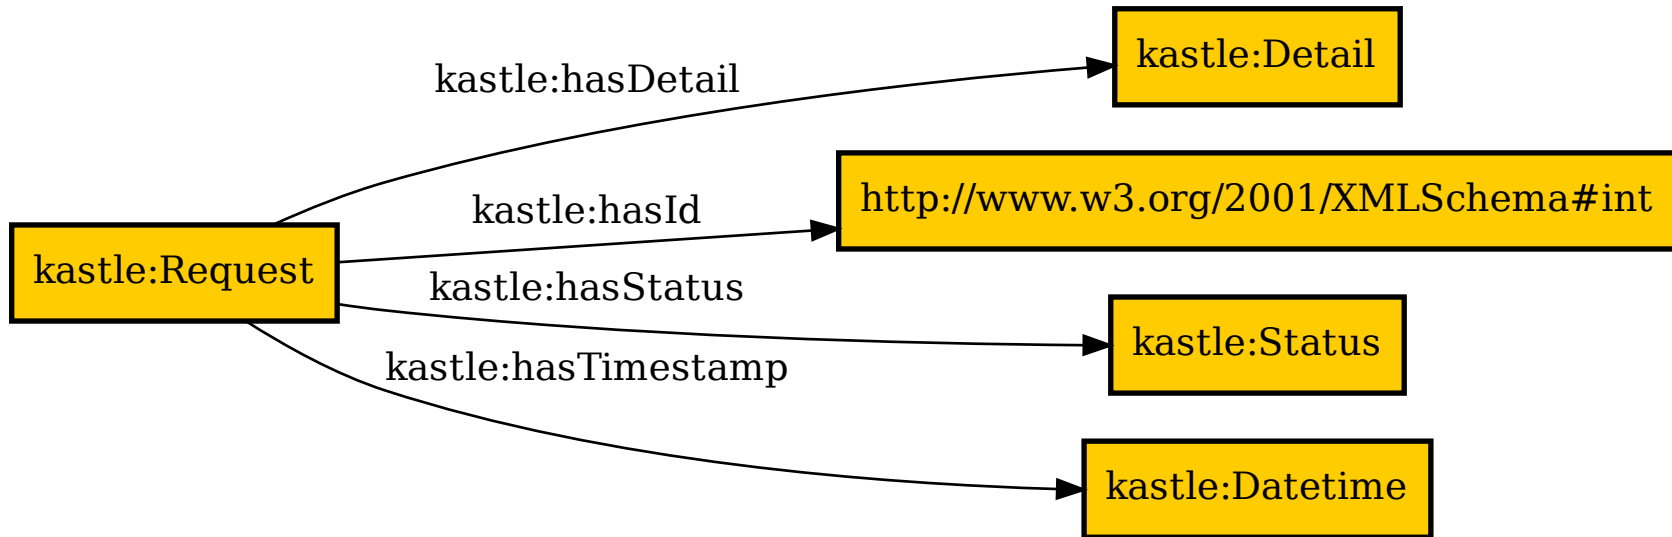 kastle:Detail
kastle:hasDetail
http://www.w3.org/2001/XMLSchema#int
kastle:hasId
kastle:Request
kastle:hasStatus
kastle:Status
kastle:hasTimestamp
kastle:Datetime